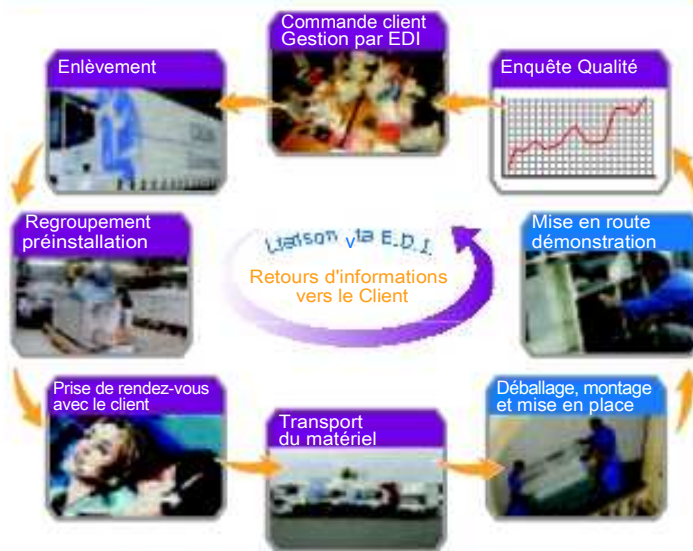 Commande client
Gestion par EDI
Enlèvement
Enquête Qualité
Regroupement
préinstallation
Liaison via E.D.I.
Retours d'informations
vers le Client
Mise en route
démonstration
Prise de rendez-vous
avec le client
Transport
du matériel
Déballage, montage
et mise en place